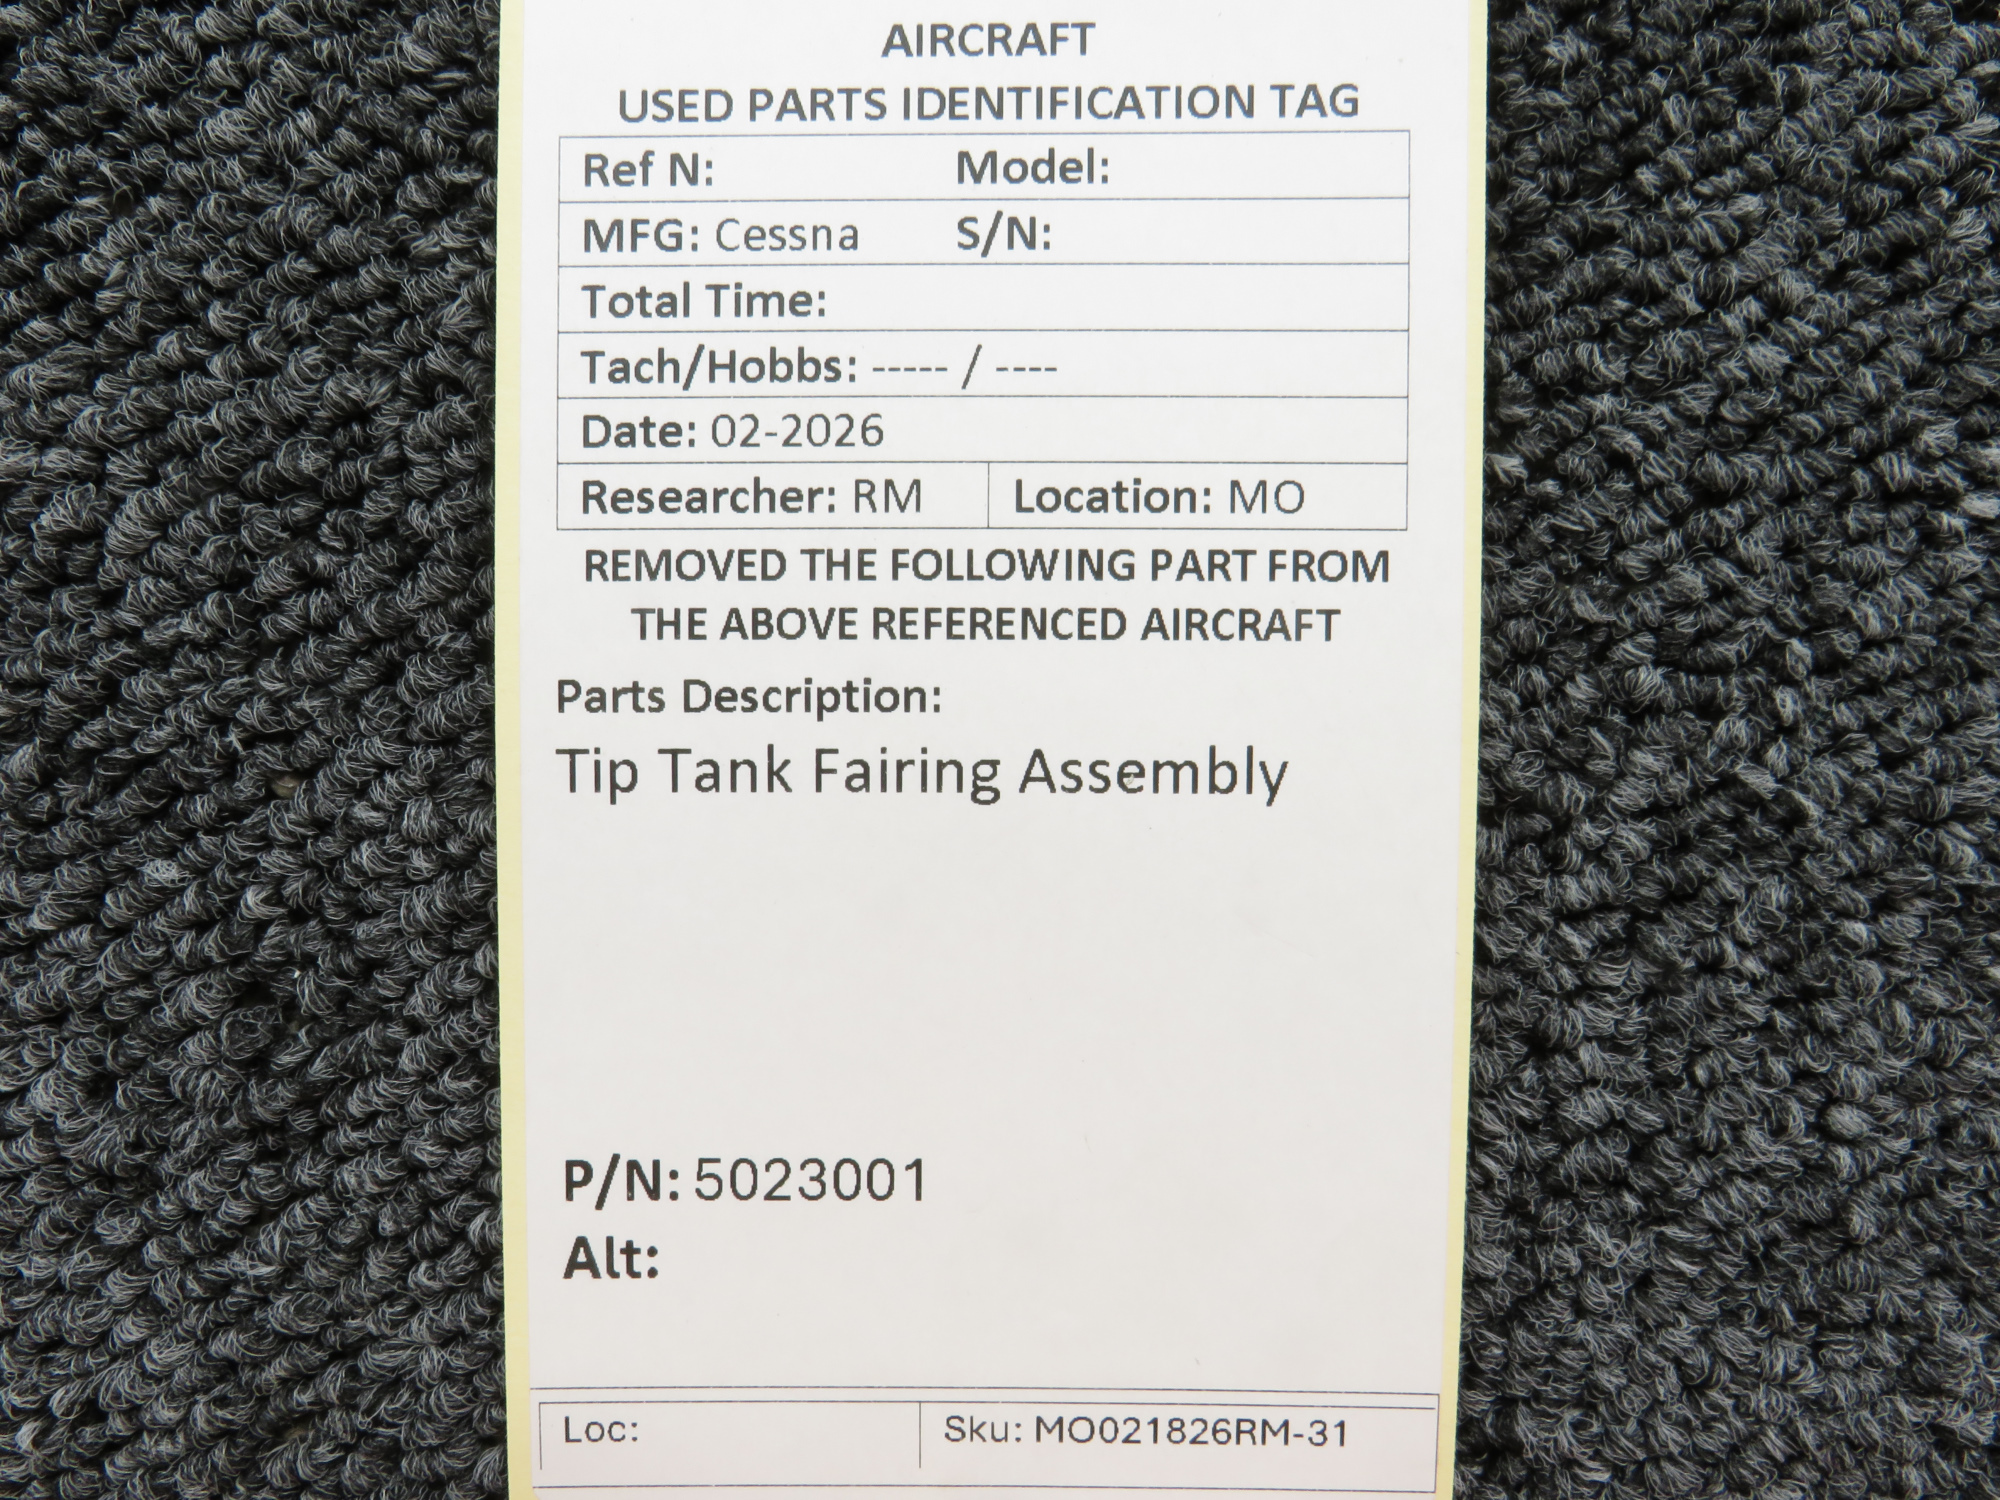 AIRCRAFT
USED PARTS IDENTIFICATION TAG
Ref N: Model:
MFG: Cessna S/N:
Total Time:
Tach/Hobbs: ----- / ----
Date: 02-2026
Researcher: RM Location: MO
REMOVED THE FOLLOWING PART FROM
THE ABOVE REFERENCED AIRCRAFT
Parts Description:
Tip Tank Fairing Assembly
P/N: 5023001
Alt:
Loc: Sku: MO021826RM-31